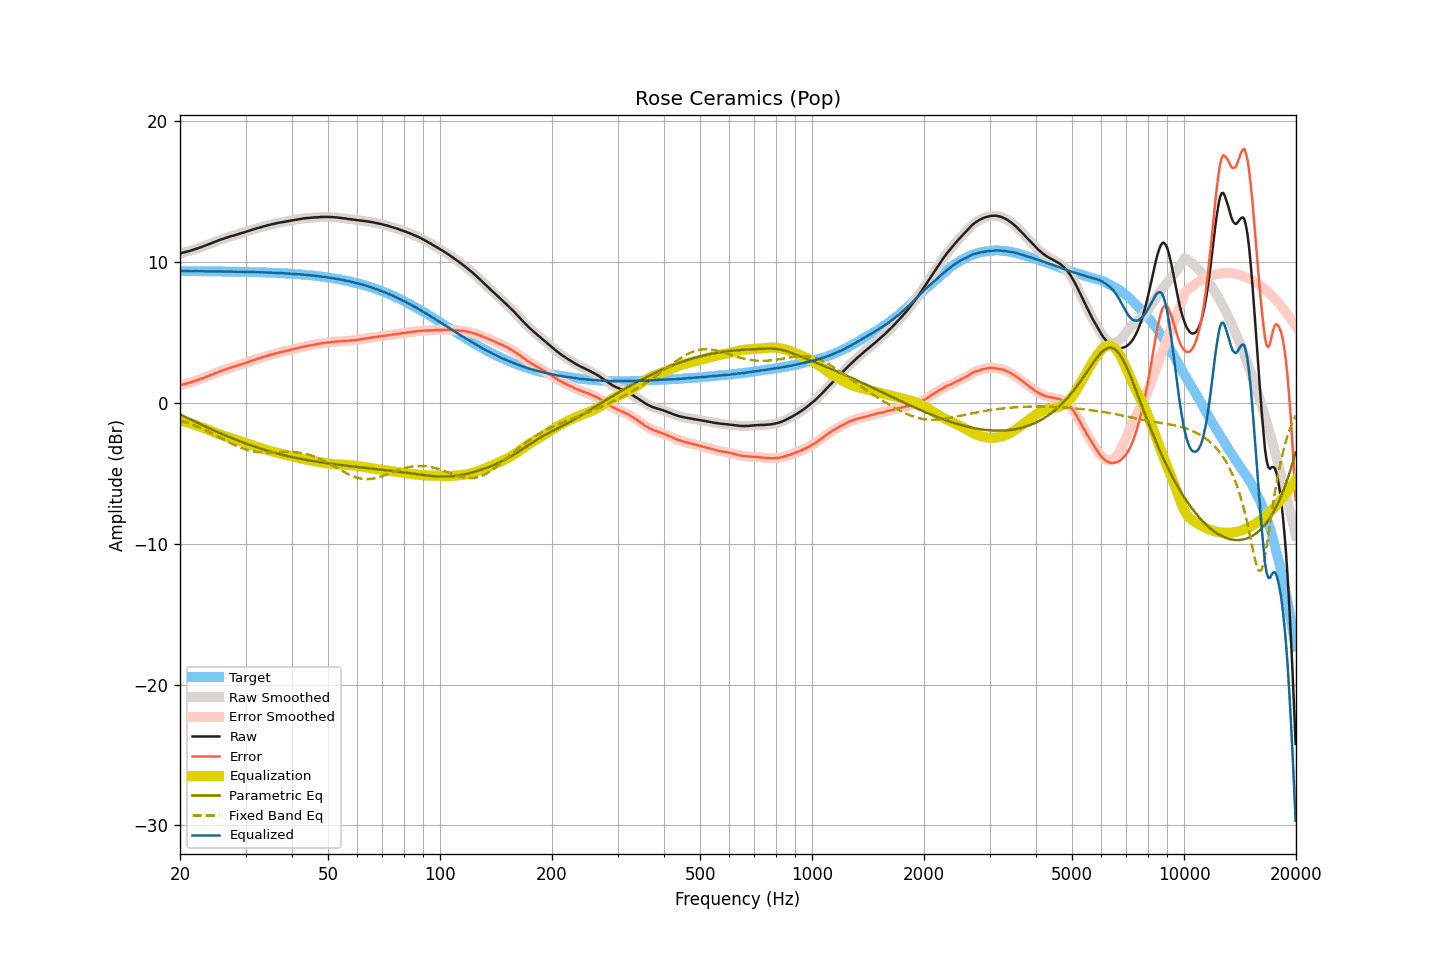 Rose Ceramics (Pop)
20
10
0
−10
−20
−30
Amplitude (dBr)
Target
Raw Smoothed
Error Smoothed
Raw
Error
Equalization
Parametric Eq
Fixed Band Eq
Equalized
20 50 100 200 500 1000 2000 5000 10000 20000
Frequency (Hz)